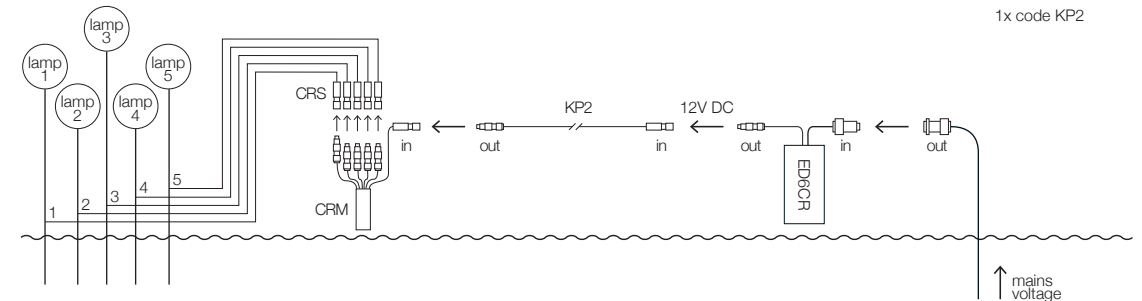 1x code KP2
lamp
3
lamp
1
lamp
5
lamp
2
lamp
4
CRS
KP2
12V DC
in
out
in
out
in
out
ED6CR
5
4
3
2
1
CRM
mains
voltage